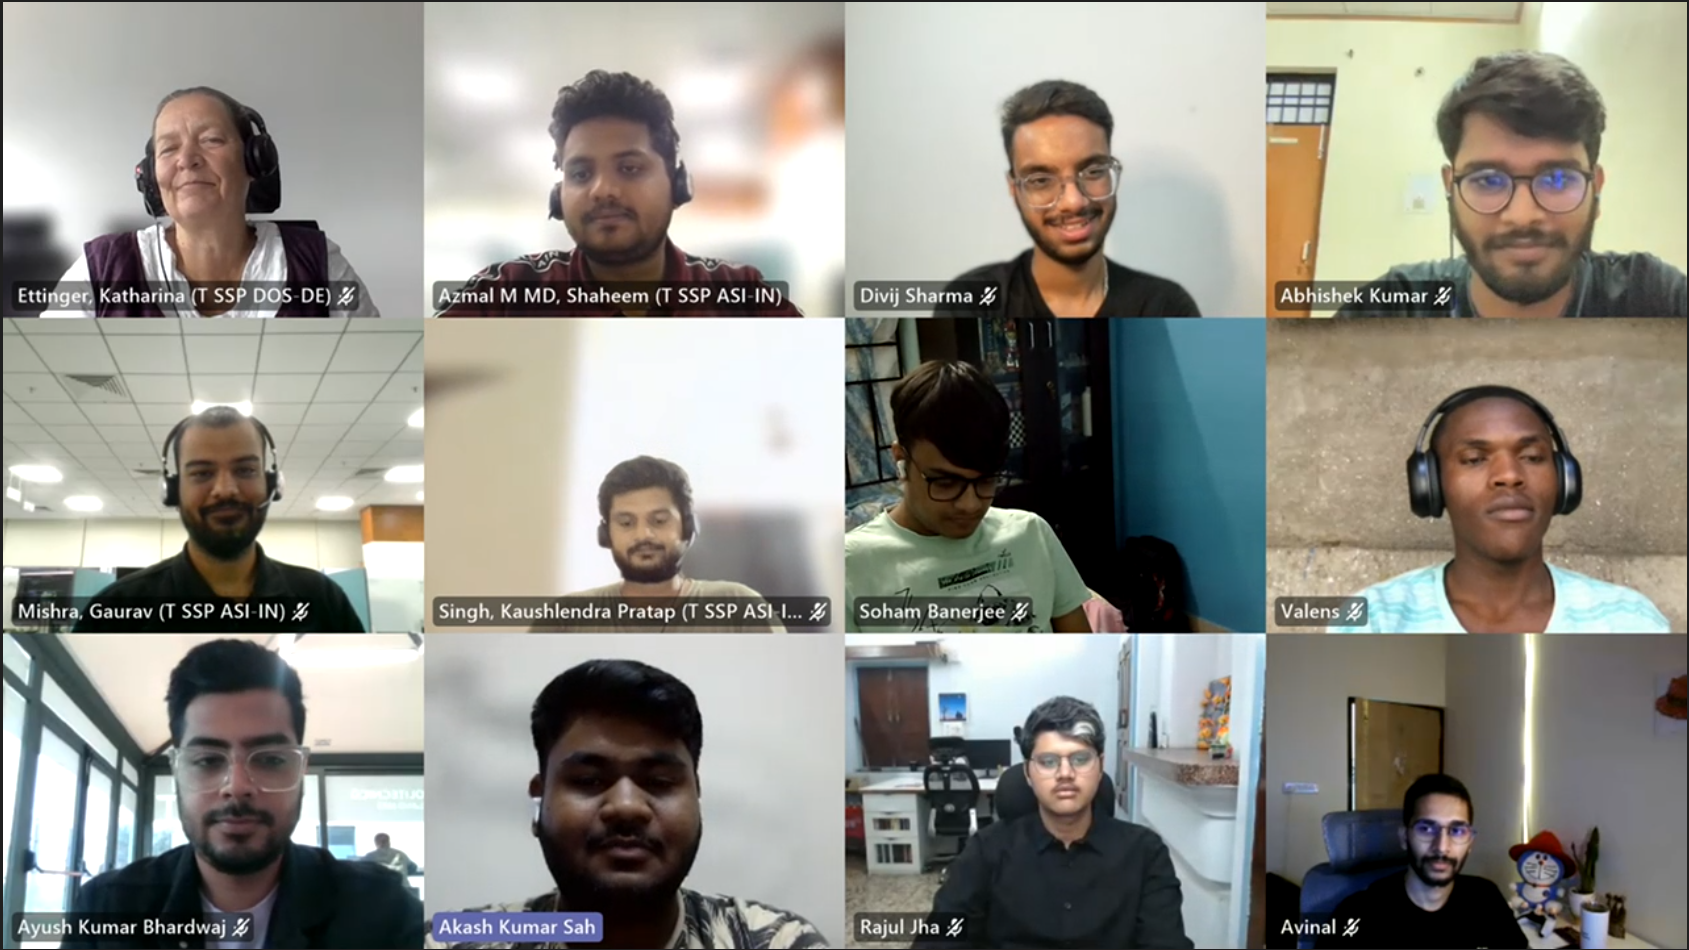 Ettinger, Katharina (T SSP DOS-DE)
Azmal M MD, Shaheem (T SSP ASI-IN)
Divij Sharma
Abhishek Kumar
Mishra, Gaurav (T SSP ASI-IN)
Singh, Kaushlendra Pratap (T SSP ASI-I...
Soham Banerjee
Valens
Ayush Kumar Bhardwaj
Akash Kumar Sah
Rajul Jha
Avinal